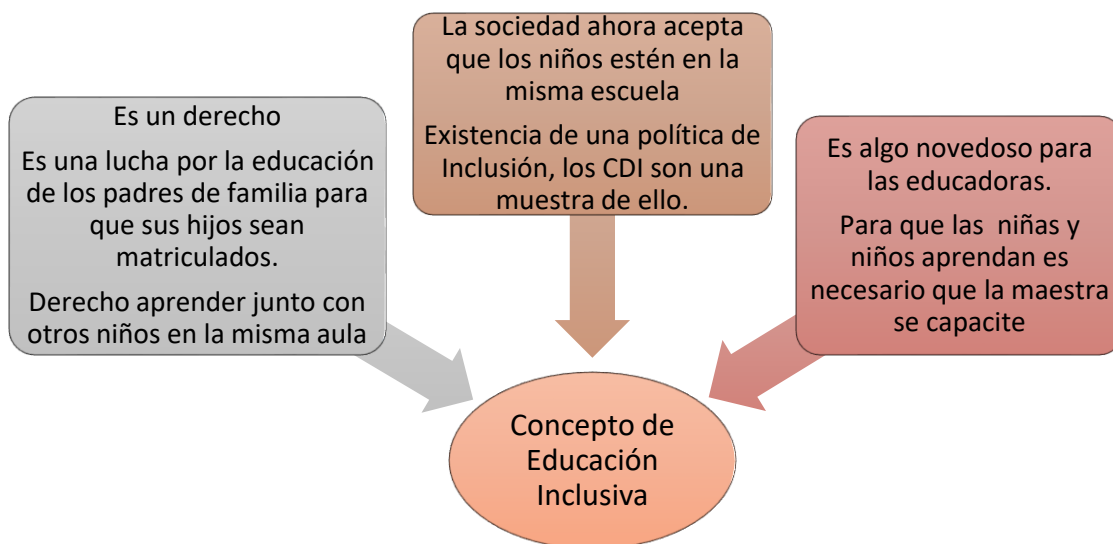 Es un derecho
Es una lucha por la educación
de los padres de familia para
que sus hijos sean
matriculados.
Derecho aprender junto con
otros niños en la misma aula
La sociedad ahora acepta
que los niños estén en la
misma escuela
Existencia de una política de
Inclusión, los CDI son una
muestra de ello.
Es algo novedoso para
las educadoras.
Para que las niñas y
niños aprendan es
necesario que la maestra
se capacite
Concepto de
Educación
Inclusiva